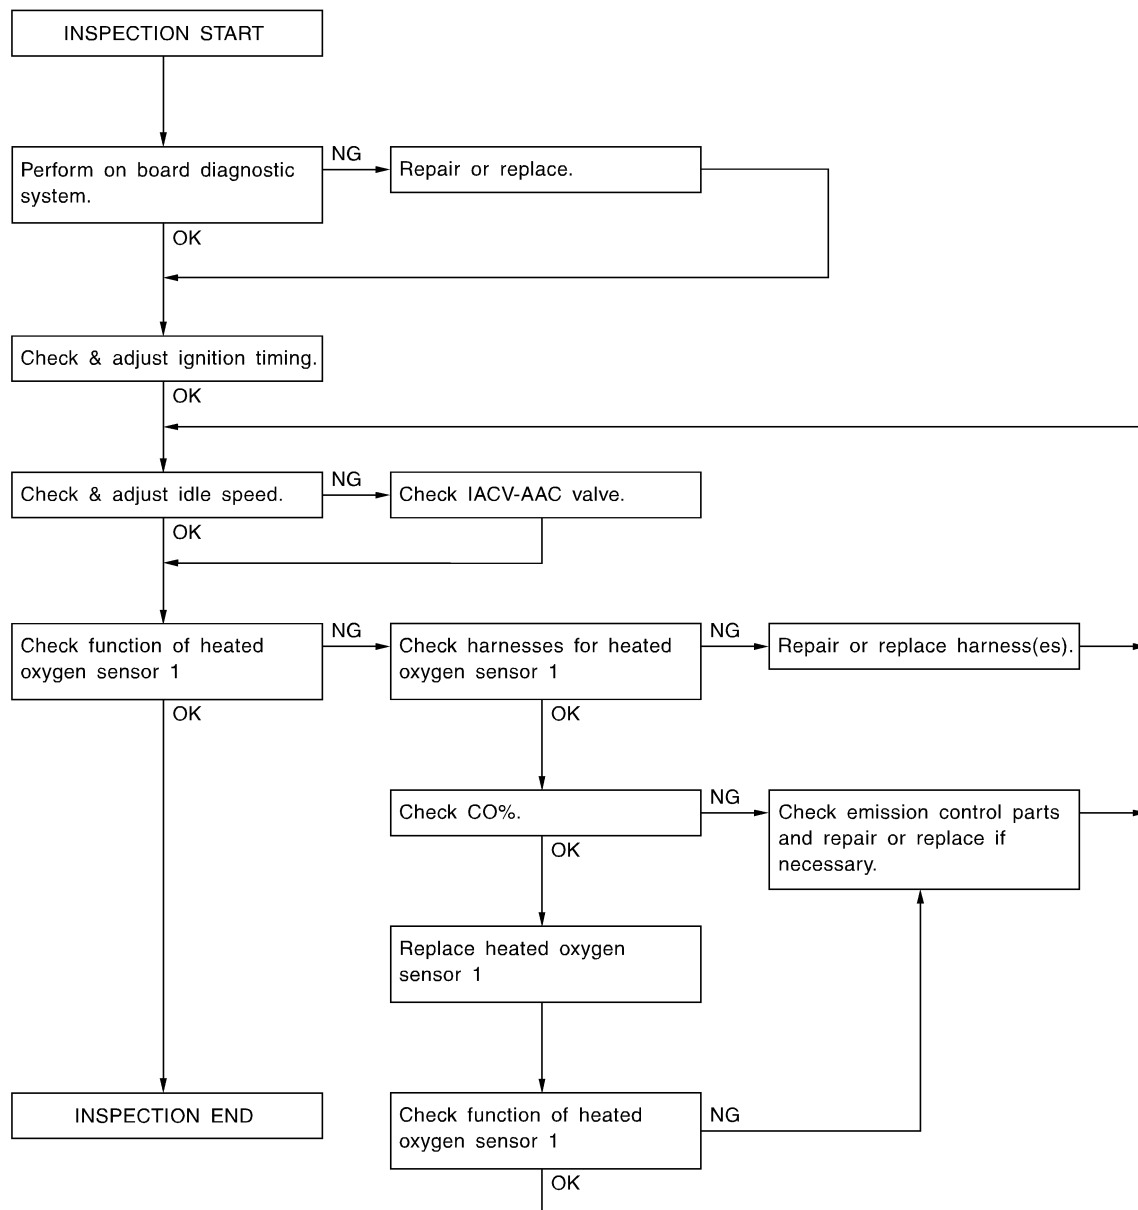 INSPECTION START
Perform on board diagnostic
system.
NG
Repair or replace.
OK
Check & adjust ignition timing.
OK
Check & adjust idle speed.
NG
Check IACV-AAC valve.
OK
Check function of heated
oxygen sensor 1
NG
Check harnesses for heated
oxygen sensor 1
NG
Repair or replace harness(es).
OK
OK
Check CO%.
NG
Check emission control parts
and repair or replace if
necessary.
OK
Replace heated oxygen
sensor 1
INSPECTION END
Check function of heated
oxygen sensor 1
NG
OK